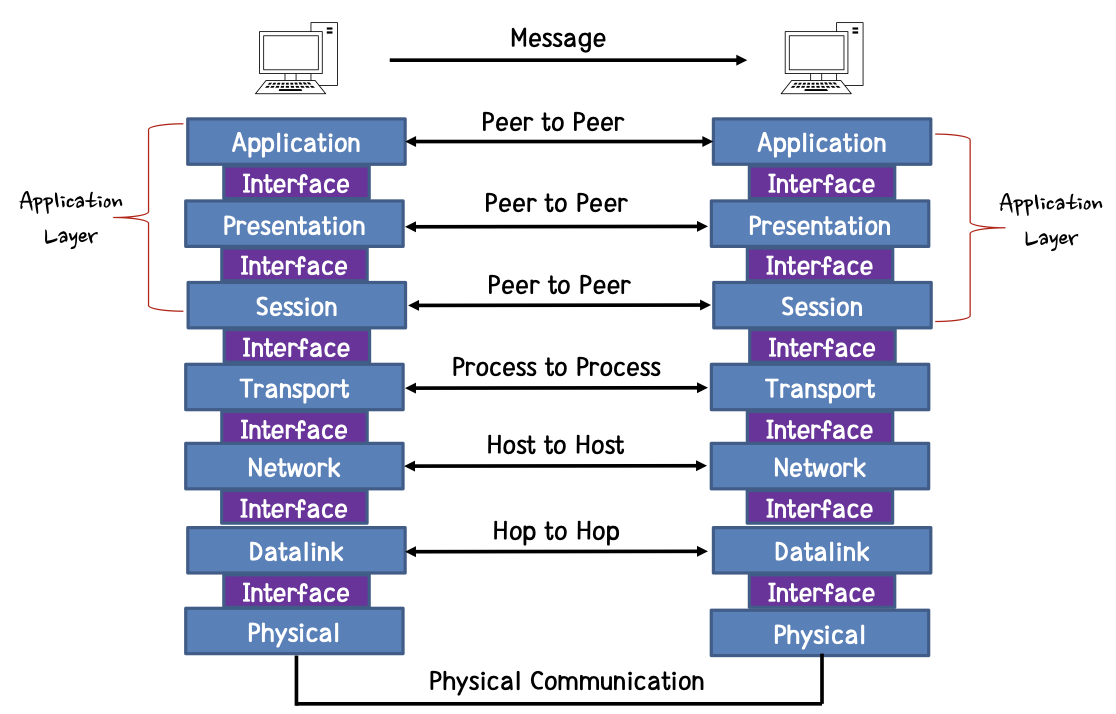 Message
Peer to Peer
Application
Application
Interface
Interface
Application
Layer
Peer to Peer
Application
Layer
Presentation
Presentation
Interface
Interface
Peer to Peer
Session
Session
Interface
Interface
Process to Process
Transport
Transport
Interface
Interface
Host to Host
Network
Network
Interface
Interface
Hop to Hop
Datalink
Datalink
Interface
Interface
Physical
Physical
Physical Communication